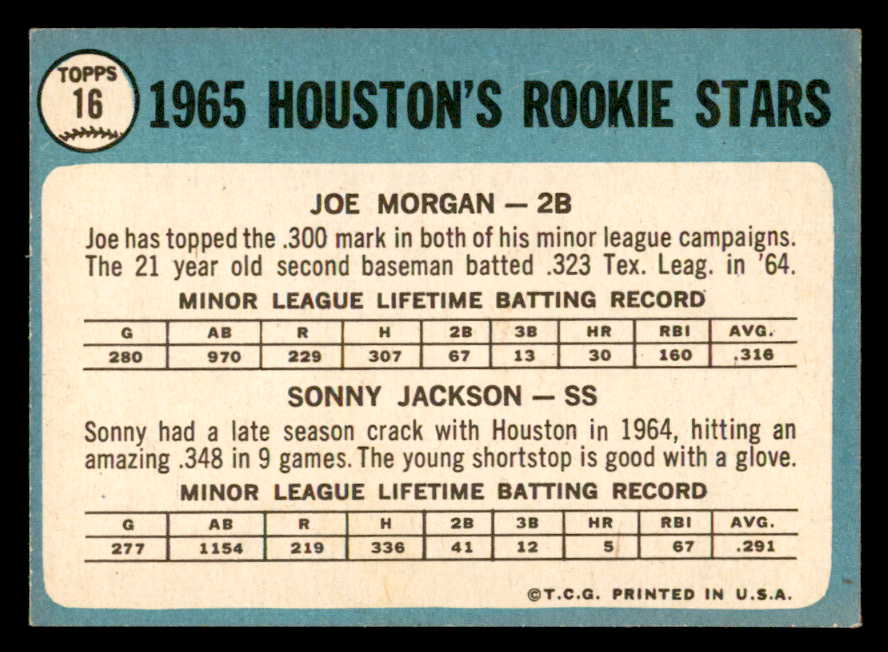 TOPPS
16
1965 HOUSTON'S ROOKIE STARS
JOE MORGAN — 2B
Joe has topped the .300 mark in both of his minor league campaigns.
The 21 year old second baseman batted .323 Tex. Leag. in '64.
MINOR LEAGUE LIFETIME BATTING RECORD
G AB R H 2B 3B HR RBI AVG.
280 970 229 307 67 13 30 160 .316
SONNY JACKSON — SS
Sonny had a late season crack with Houston in 1964, hitting an
amazing .348 in 9 games. The young shortstop is good with a glove.
MINOR LEAGUE LIFETIME BATTING RECORD
G AB R H 2B 3B HR RBI AVG.
277 1154 219 336 41 12 5 67 .291
©T.C.G. PRINTED IN U.S.A.